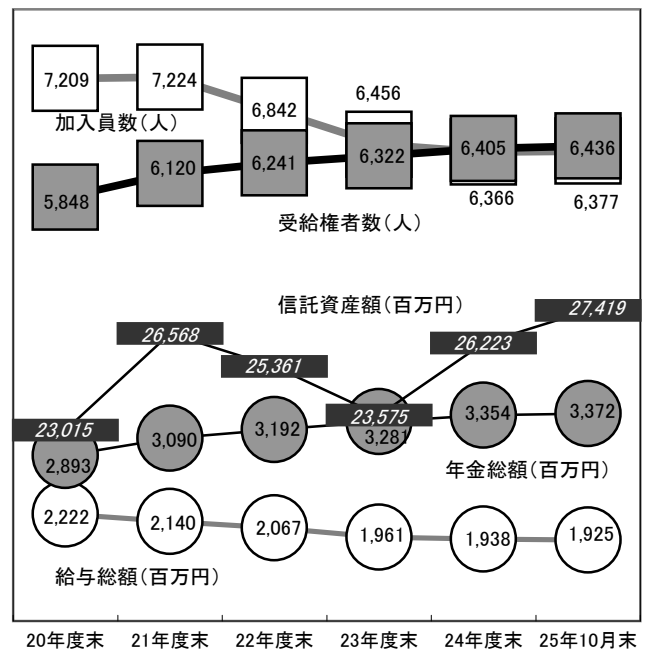 7,209 7,224 6,842 6,456
加入員数(人)
5,848 6,120 6,241 6,322 6,405 6,436
6,366 6,377
受給権者数(人)
信託資産額(百万円)
23,015 26,568 25,361 23,575 26,223 27,419
2,893 3,090 3,192 3,281 3,354 3,372
年金総額(百万円)
2,222 2,140 2,067 1,961 1,938 1,925
給与総額(百万円)
20年度末 21年度末 22年度末 23年度末 24年度末 25年10月末